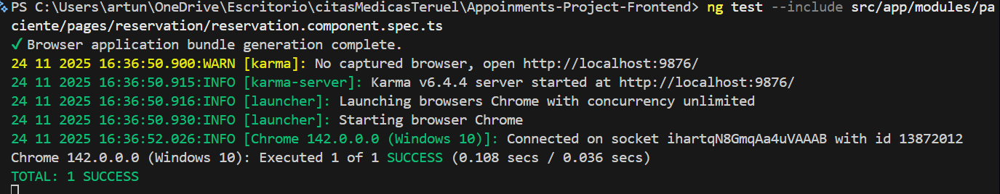 PS C:\Users\artun\OneDrive\Escritorio\citasMedicasTeruel\Appoinments-Project-Frontend> ng test --include src/app/modules/pa
ciente/pages/reservation/reservation.component.spec.ts
✓ Browser application bundle generation complete.
24 11 2025 16:36:50.900:WARN [karma]: No captured browser, open http://localhost:9876/
24 11 2025 16:36:50.915:INFO [karma-server]: Karma v6.4.4 server started at http://localhost:9876/
24 11 2025 16:36:50.916:INFO [launcher]: Launching browsers Chrome with concurrency unlimited
24 11 2025 16:36:50.930:INFO [launcher]: Starting browser Chrome
24 11 2025 16:36:52.026:INFO [Chrome 142.0.0.0 (Windows 10)]: Connected on socket ihartqN8GmqAa4uVAAAB with id 13872012
Chrome 142.0.0.0 (Windows 10): Executed 1 of 1 SUCCESS (0.108 secs / 0.036 secs)
TOTAL: 1 SUCCESS